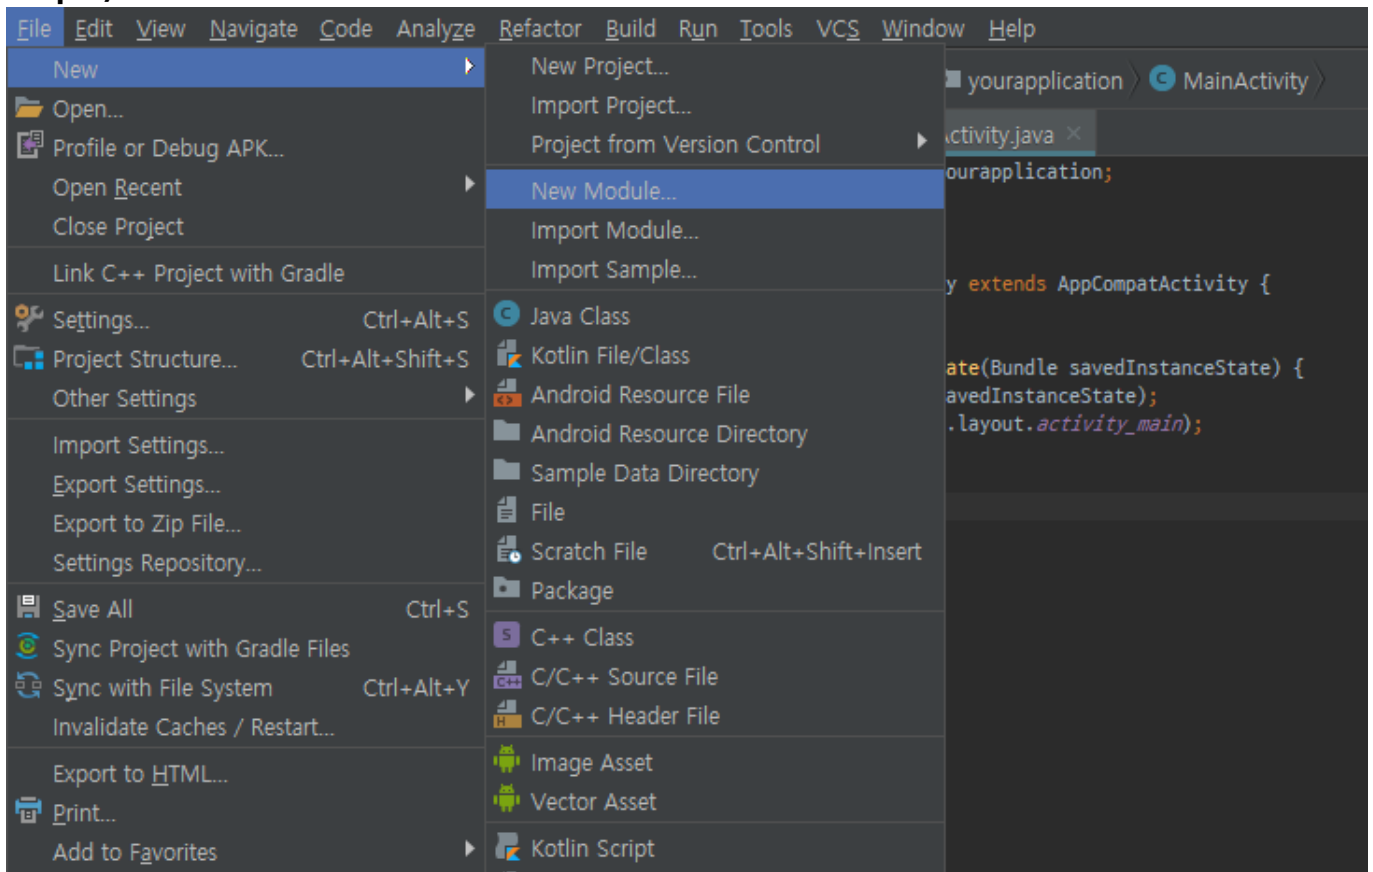 File Edit View Navigate Code Analyze Refactor Build Run Tools VCS Window Help
New
Open...
Profile or Debug APK...
Open Recent
Close Project
Link C++ Project with Gradle
Settings... Ctrl+Alt+S
Project Structure... Ctrl+Alt+Shift+S
Other Settings
Import Settings...
Export Settings...
Export to Zip File...
Settings Repository...
Save All Ctrl+S
Sync Project with Gradle Files
Sync with File System Ctrl+Alt+Y
Invalidate Caches / Restart...
Export to HTML...
Print...
Add to Favorites
New Project...
Import Project...
Project from Version Control
New Module...
Import Module...
Import Sample...
Java Class
Kotlin File/Class
Android Resource File
Android Resource Directory
Sample Data Directory
File
Scratch File Ctrl+Alt+Shift+Insert
Package
C++ Class
C/C++ Source File
C/C++ Header File
Image Asset
Vector Asset
Kotlin Script
yourapplication MainActivity
ctivity.java
ourapplication;
y extends AppCompatActivity {
ate(Bundle savedInstanceState) {
avedInstanceState);
.layout.activity_main);